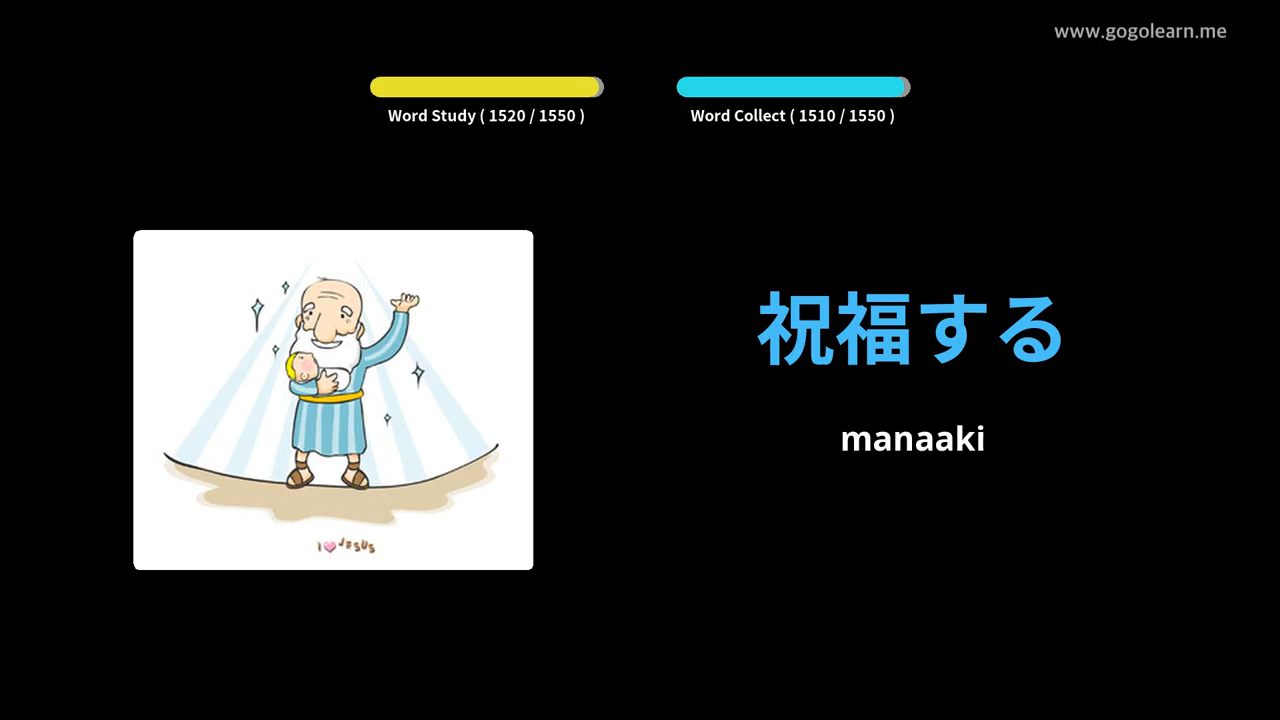 www.gogolearn.me
Word Study ( 1520 / 1550 )
Word Collect ( 1510 / 1550 )
祝福する
manaaki
I ♥ JESUS